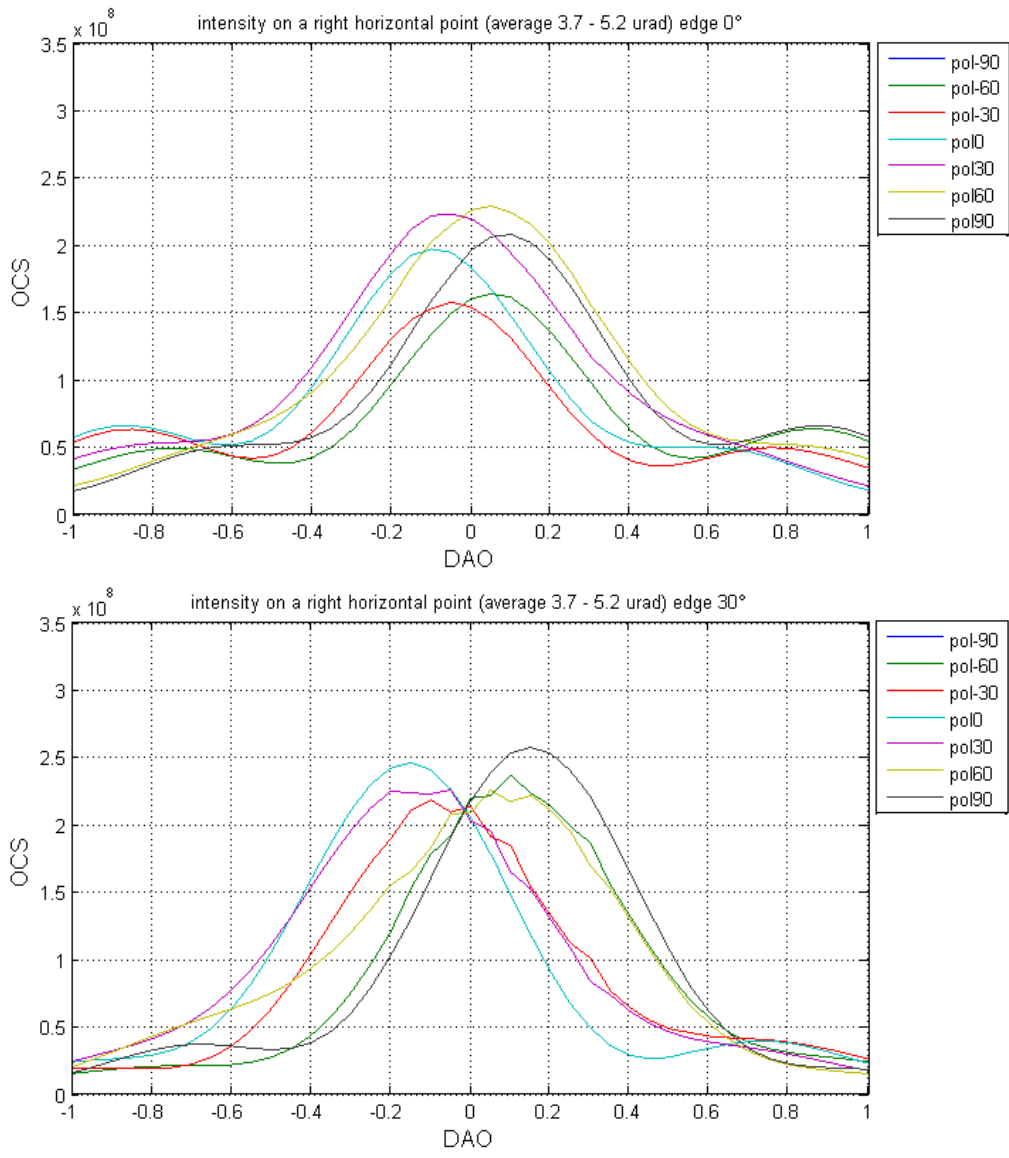 intensity on a right horizontal point (average 3.7 - 5.2 urad) edge 0°
x 10^8
3.5
3
2.5
2
1.5
1
0.5
0
OCS
-1 -0.8 -0.6 -0.4 -0.2 0 0.2 0.4 0.6 0.8 1
DAO
pol-90
pol-60
pol-30
pol0
pol30
pol60
pol90
intensity on a right horizontal point (average 3.7 - 5.2 urad) edge 30°
x 10^8
3.5
3
2.5
2
1.5
1
0.5
0
OCS
-1 -0.8 -0.6 -0.4 -0.2 0 0.2 0.4 0.6 0.8 1
DAO
pol-90
pol-60
pol-30
pol0
pol30
pol60
pol90